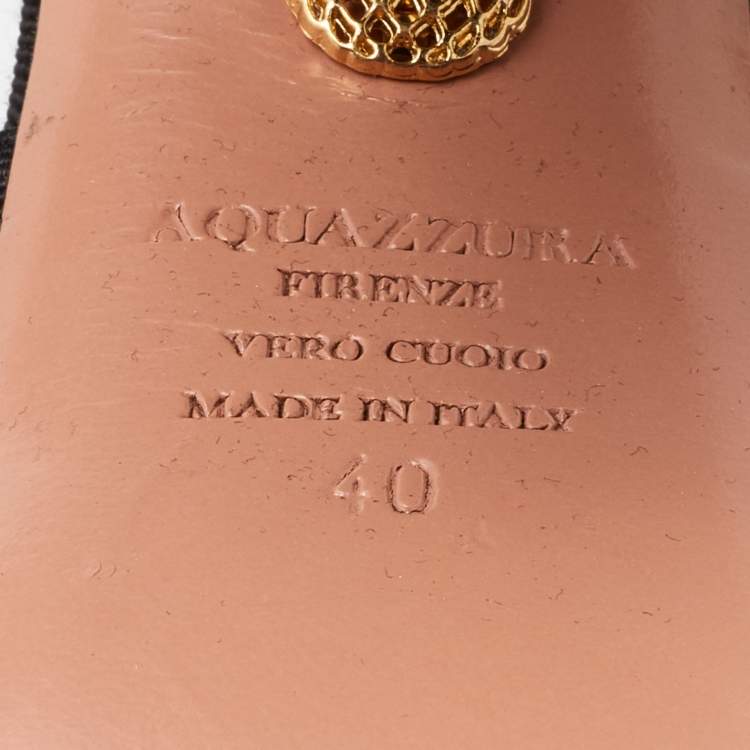 AQUAZZURA
FIRENZE
VERO CUOIO
MADE IN ITALY
40